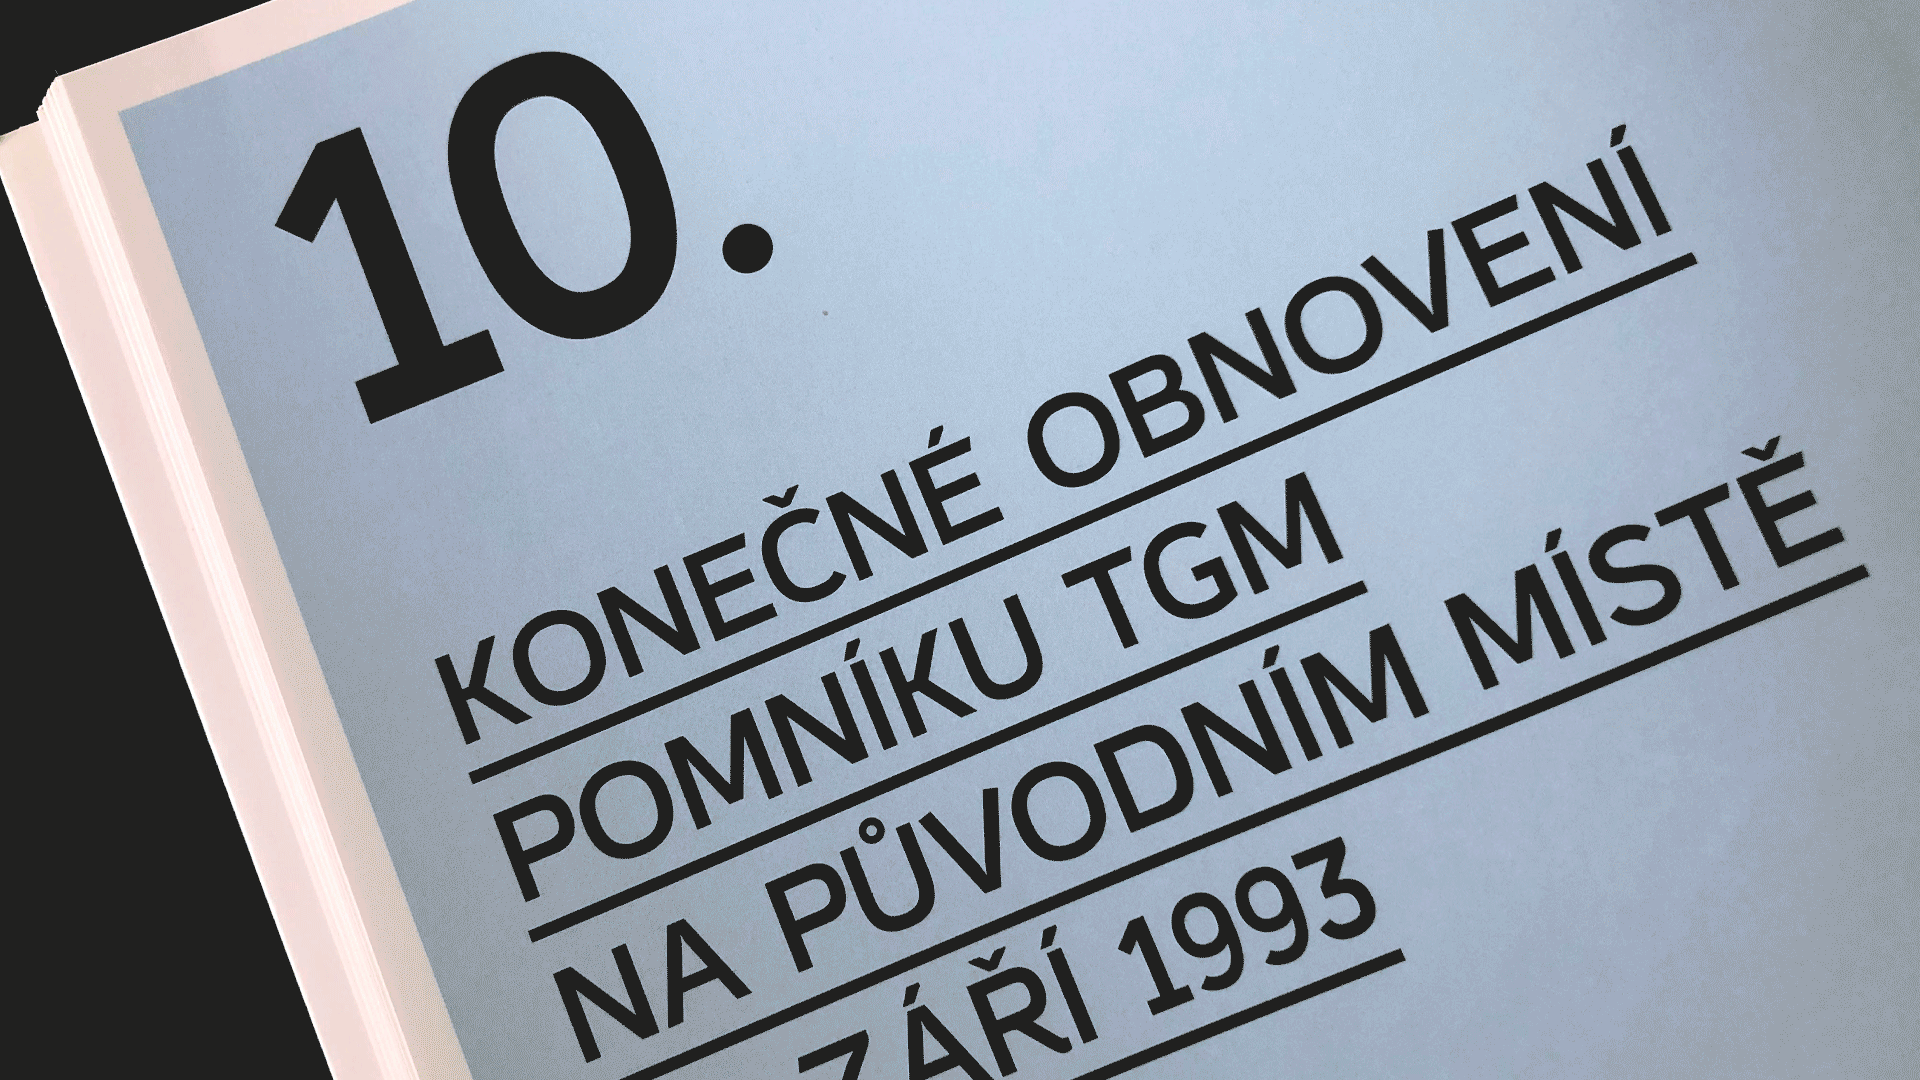 10.
KONEČNÉ OBNOVENÍ
POMNÍKU TGM
NA PŮVODNÍM MÍSTĚ
ZÁŘÍ 1993